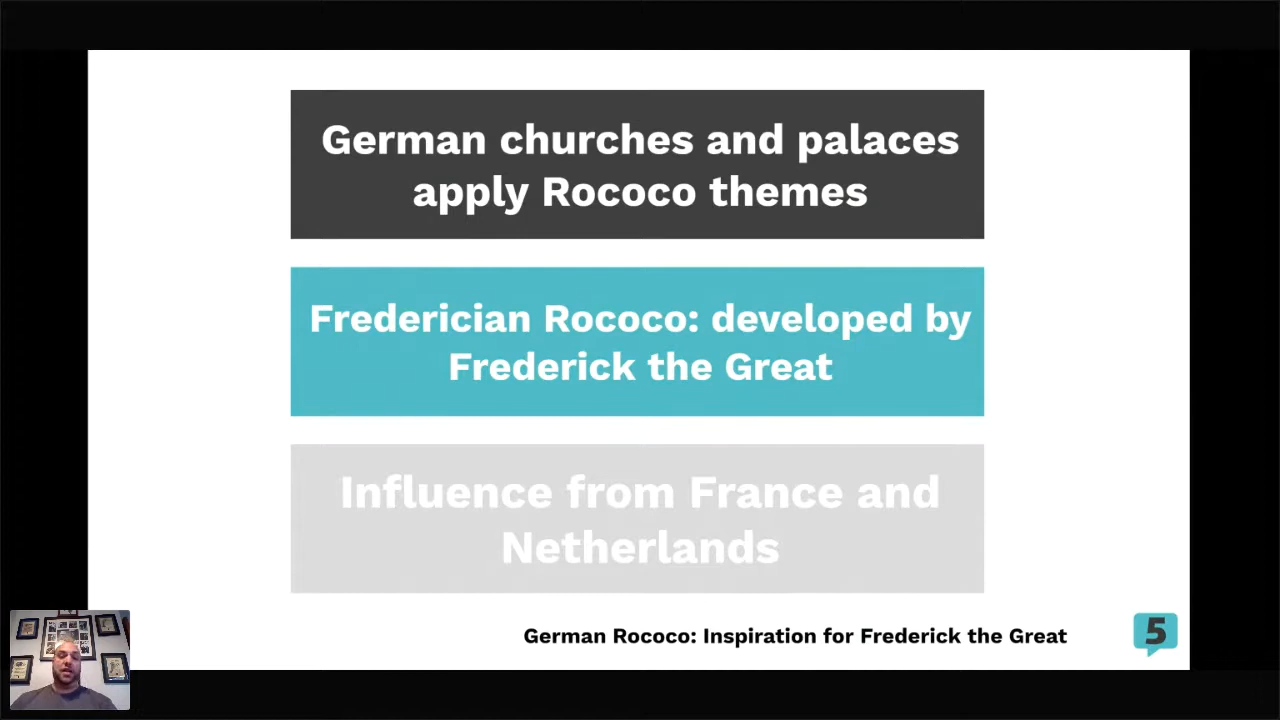 German churches and palaces
apply Rococo themes
Frederician Rococo: developed by
Frederick the Great
Influence from France and
Netherlands
German Rococo: Inspiration for Frederick the Great
5